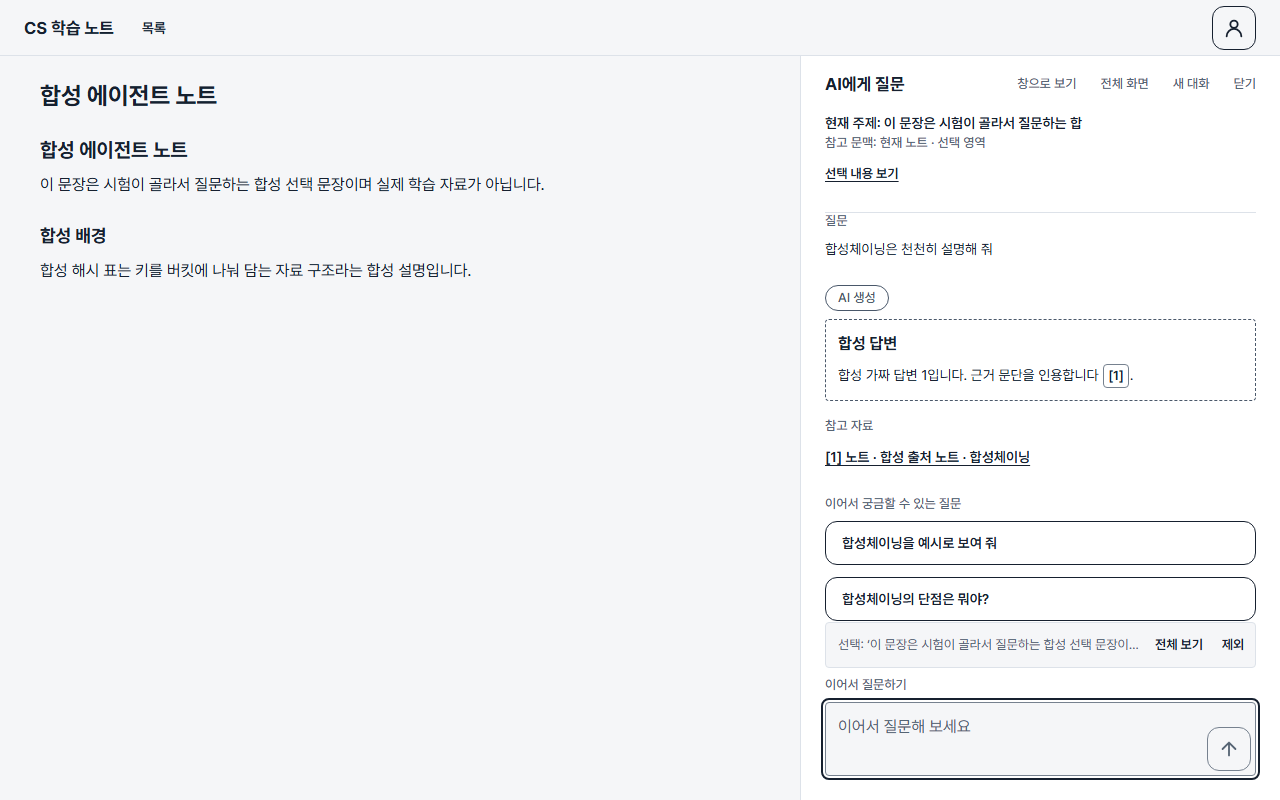 CS 학습 노트
목록
합성 에이전트 노트
합성 에이전트 노트
이 문장은 시험이 골라서 질문하는 합성 선택 문장이며 실제 학습 자료가 아닙니다.
합성 배경
합성 해시 표는 키를 버킷에 나눠 담는 자료 구조라는 합성 설명입니다.
AI에게 질문
창으로 보기
전체 화면
새 대화
닫기
현재 주제: 이 문장은 시험이 골라서 질문하는 합
참고 문맥: 현재 노트 · 선택 영역
선택 내용 보기
질문
합성체이닝은 천천히 설명해 줘
AI 생성
합성 답변
합성 가짜 답변 1입니다. 근거 문단을 인용합니다 [1].
참고 자료
[1] 노트 · 합성 출처 노트 · 합성체이닝
이어서 궁금할 수 있는 질문
합성체이닝을 예시로 보여 줘
합성체이닝의 단점은 뭐야?
선택: ‘이 문장은 시험이 골라서 질문하는 합성 선택 문장이...
전체 보기
제외
이어서 질문하기
이어서 질문해 보세요